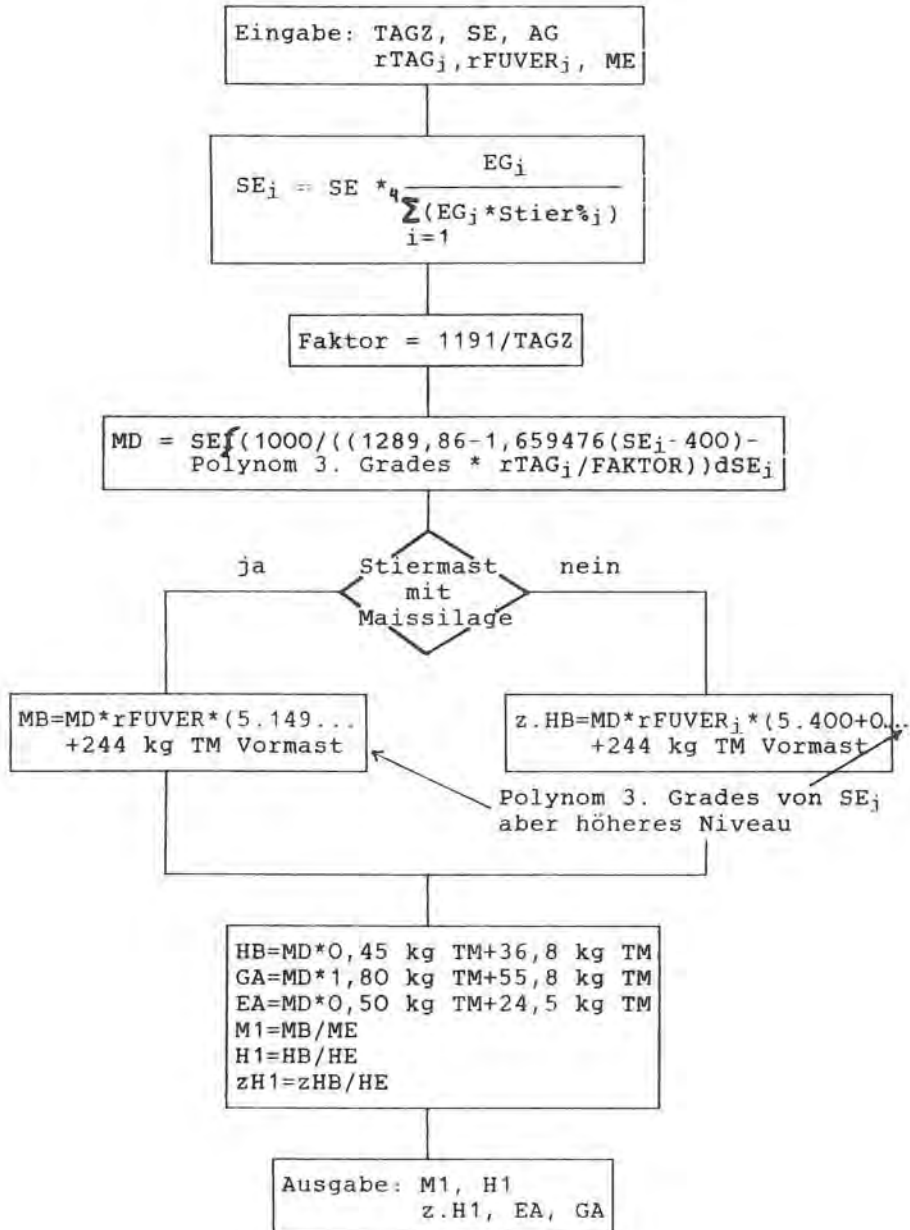 Eingabe: TAGZ, SE, AG
rTAGj,rFUVERj, ME
EGi
SEi = SE *
4
Σ(EGj*Stier%j)
i=1
Faktor = 1191/TAGZ
MD = SE∫(1000/((1289,86-1,659476(SEj-400)-
Polynom 3. Grades * rTAGj/FAKTOR))dSEj
ja
Stiermast
mit
Maissilage
nein
MB=MD*rFUVER*(5.149...
+244 kg TM Vormast
z.HB=MD*rFUVERj*(5.400+0...
+244 kg TM Vormast
Polynom 3. Grades von SEj
aber höheres Niveau
HB=MD*0,45 kg TM+36,8 kg TM
GA=MD*1,80 kg TM+55,8 kg TM
EA=MD*0,50 kg TM+24,5 kg TM
M1=MB/ME
H1=HB/HE
zH1=zHB/HE
Ausgabe: M1, H1
z.H1, EA, GA